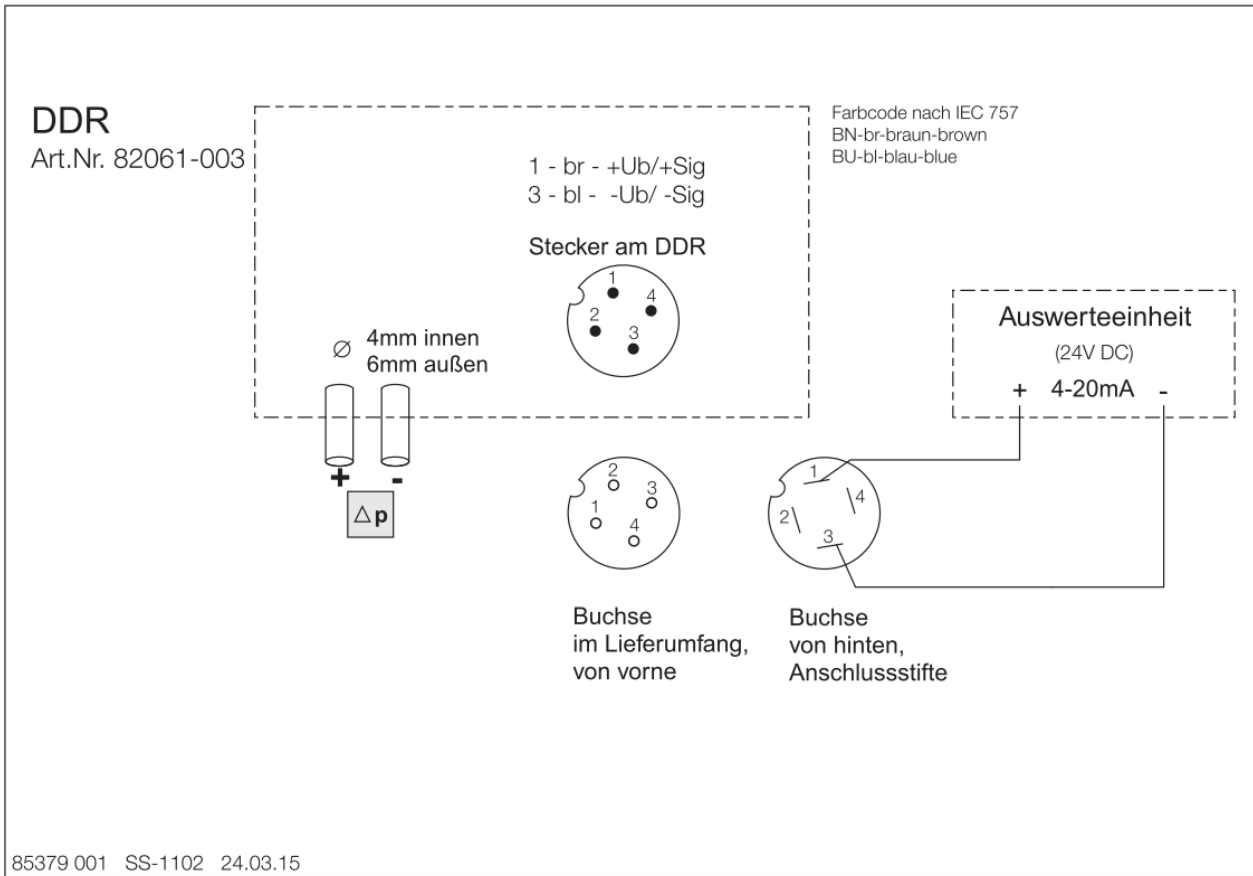 DDR
Art.Nr. 82061-003
Farbcode nach IEC 757
BN-br-braun-brown
BU-bl-blau-blue
1 - br - +Ub/+Sig
3 - bl - -Ub/ -Sig
Stecker am DDR
1
4
2
3
Ø 4mm innen
6mm außen
Auswerteeinheit
(24V DC)
+ 4-20mA -
+ -
△p
2
3
1
4
1
4
2
3
Buchse
im Lieferumfang,
von vorne
Buchse
von hinten,
Anschlussstifte
85379 001 SS-1102 24.03.15